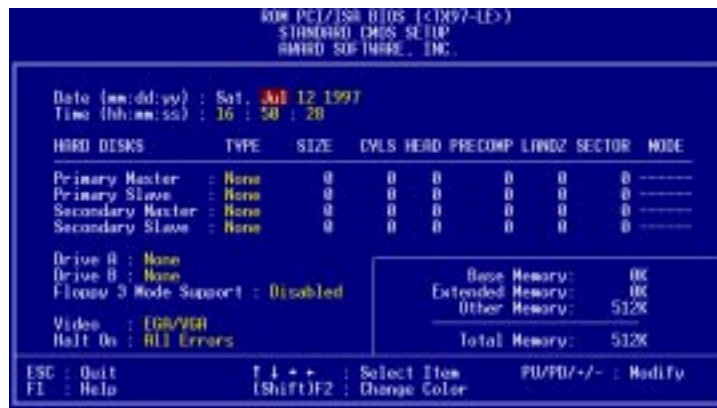 ROM PCI/ISA BIOS (<TX97-LE>)
STANDARD CMOS SETUP
AWARD SOFTWARE, INC.
Date (mm:dd:yy) : Sat, Jul 12 1997
Time (hh:mm:ss) : 16 : 50 : 28
HARD DISKS TYPE SIZE CYLS HEAD PRECOMP LANDZ SECTOR MODE
Primary Master : None 0 0 0 0 0 0 ------
Primary Slave : None 0 0 0 0 0 0 ------
Secondary Master : None 0 0 0 0 0 0 ------
Secondary Slave : None 0 0 0 0 0 0 ------
Drive A : None
Drive B : None
Floppy 3 Mode Support : Disabled
Video : EGA/VGA
Halt On : All Errors
Base Memory: 0K
Extended Memory: 0K
Other Memory: 512K
Total Memory: 512K
ESC : Quit ↑ ↓ → ← : Select Item PU/PD/+/- : Modify
F1 : Help (Shift)F2 : Change Color